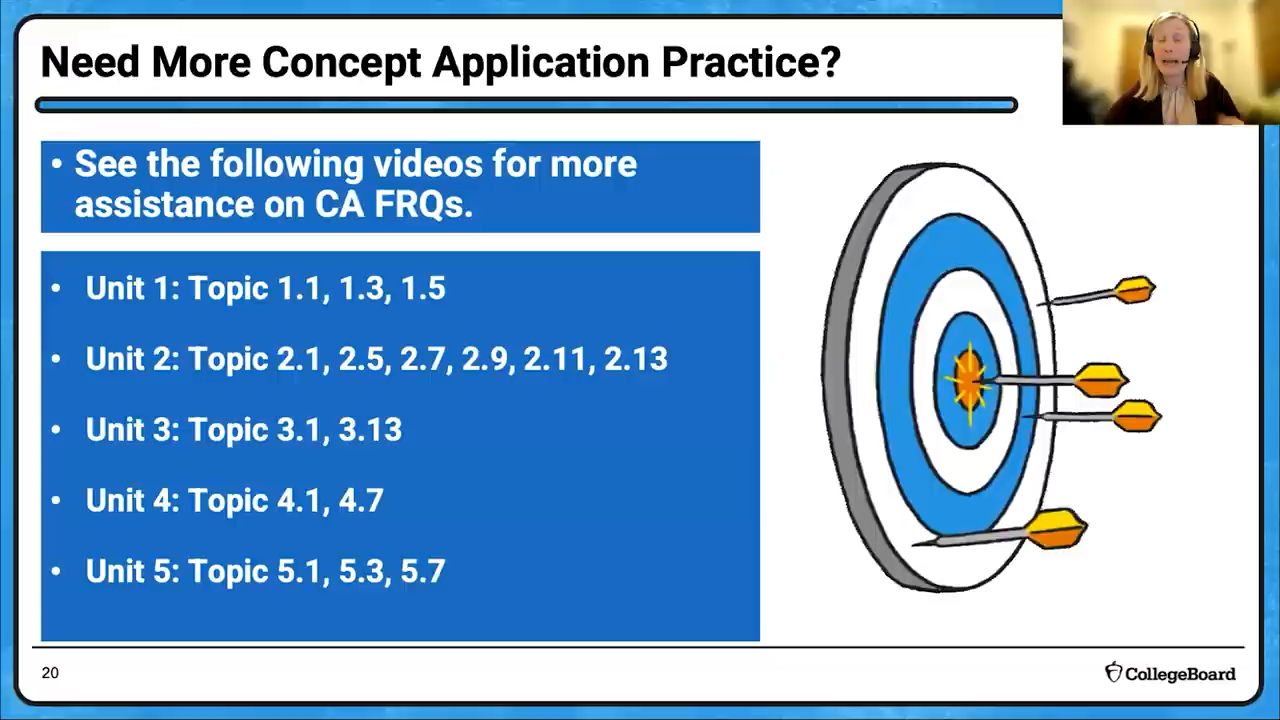 Need More Concept Application Practice?
• See the following videos for more
assistance on CA FRQs.
• Unit 1: Topic 1.1, 1.3, 1.5
• Unit 2: Topic 2.1, 2.5, 2.7, 2.9, 2.11, 2.13
• Unit 3: Topic 3.1, 3.13
• Unit 4: Topic 4.1, 4.7
• Unit 5: Topic 5.1, 5.3, 5.7
20
CollegeBoard